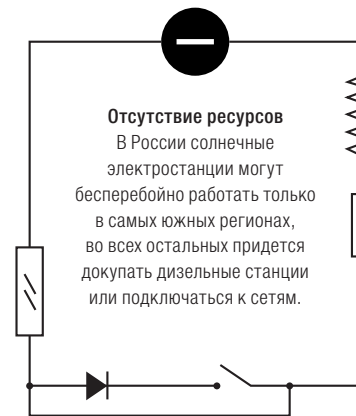 Отсутствие ресурсов
В России солнечные
электростанции могут
бесперебойно работать только
в самых южных регионах,
во всех остальных придется
докупать дизельные станции
или подключаться к сетям.